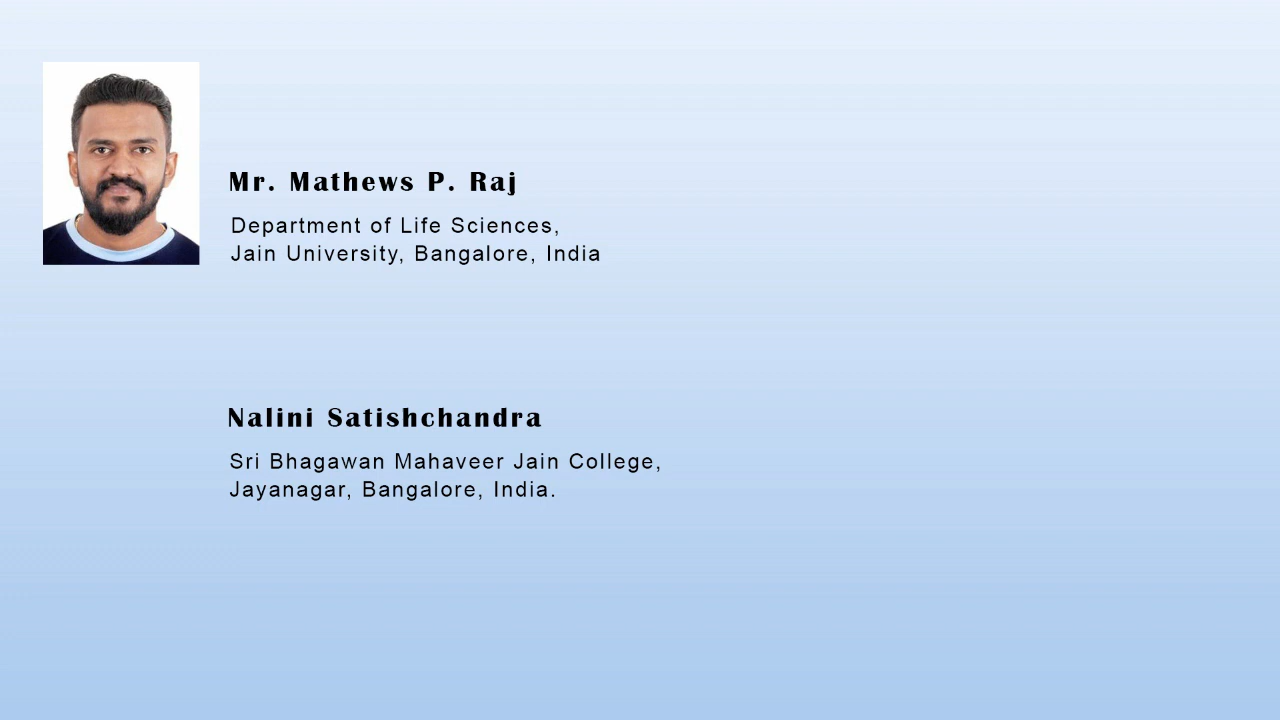 Mr. Mathews P. Raj
Department of Life Sciences,
Jain University, Bangalore, India
Nalini Satishchandra
Sri Bhagawan Mahaveer Jain College,
Jayanagar, Bangalore, India.